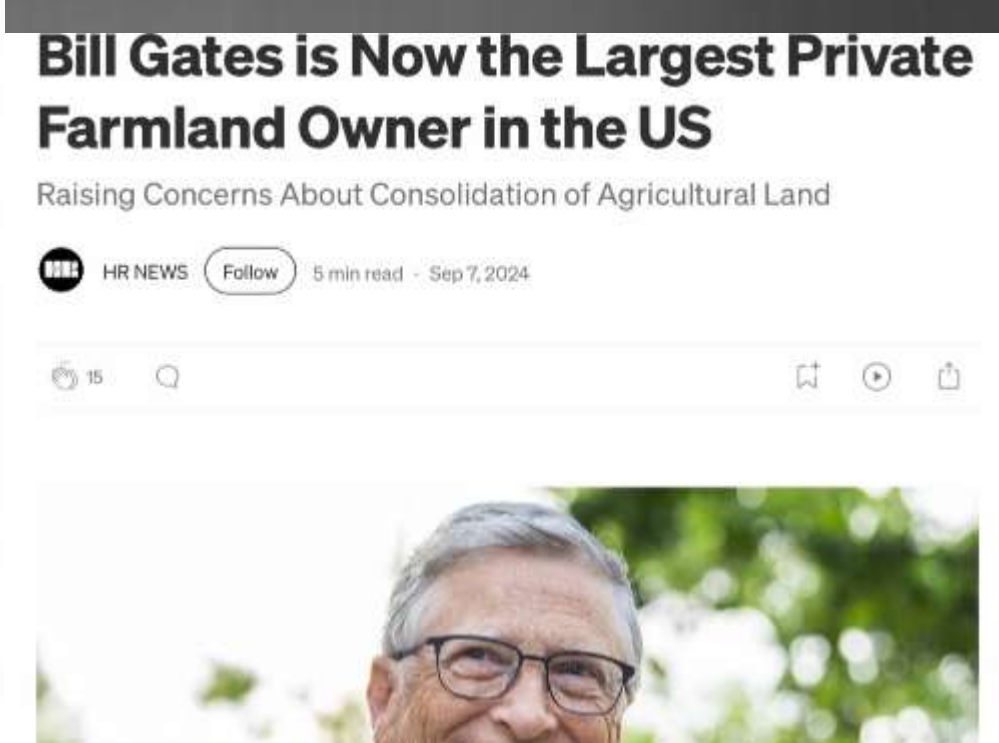 Bill Gates is Now the Largest Private
Farmland Owner in the US
Raising Concerns About Consolidation of Agricultural Land
HR NEWS Follow 5 min read · Sep 7, 2024
15